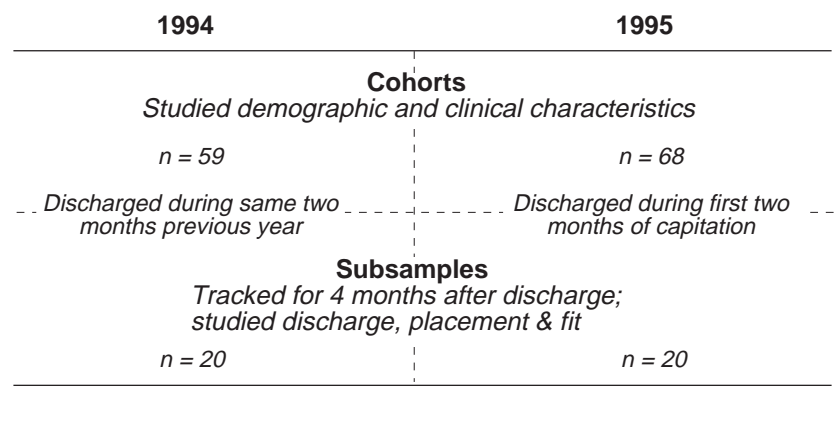 1994 1995
Cohorts
Studied demographic and clinical characteristics
n = 59 n = 68
Discharged during same two months previous year
Discharged during first two months of capitation
Subsamples
Tracked for 4 months after discharge;
studied discharge, placement & fit
n = 20 n = 20